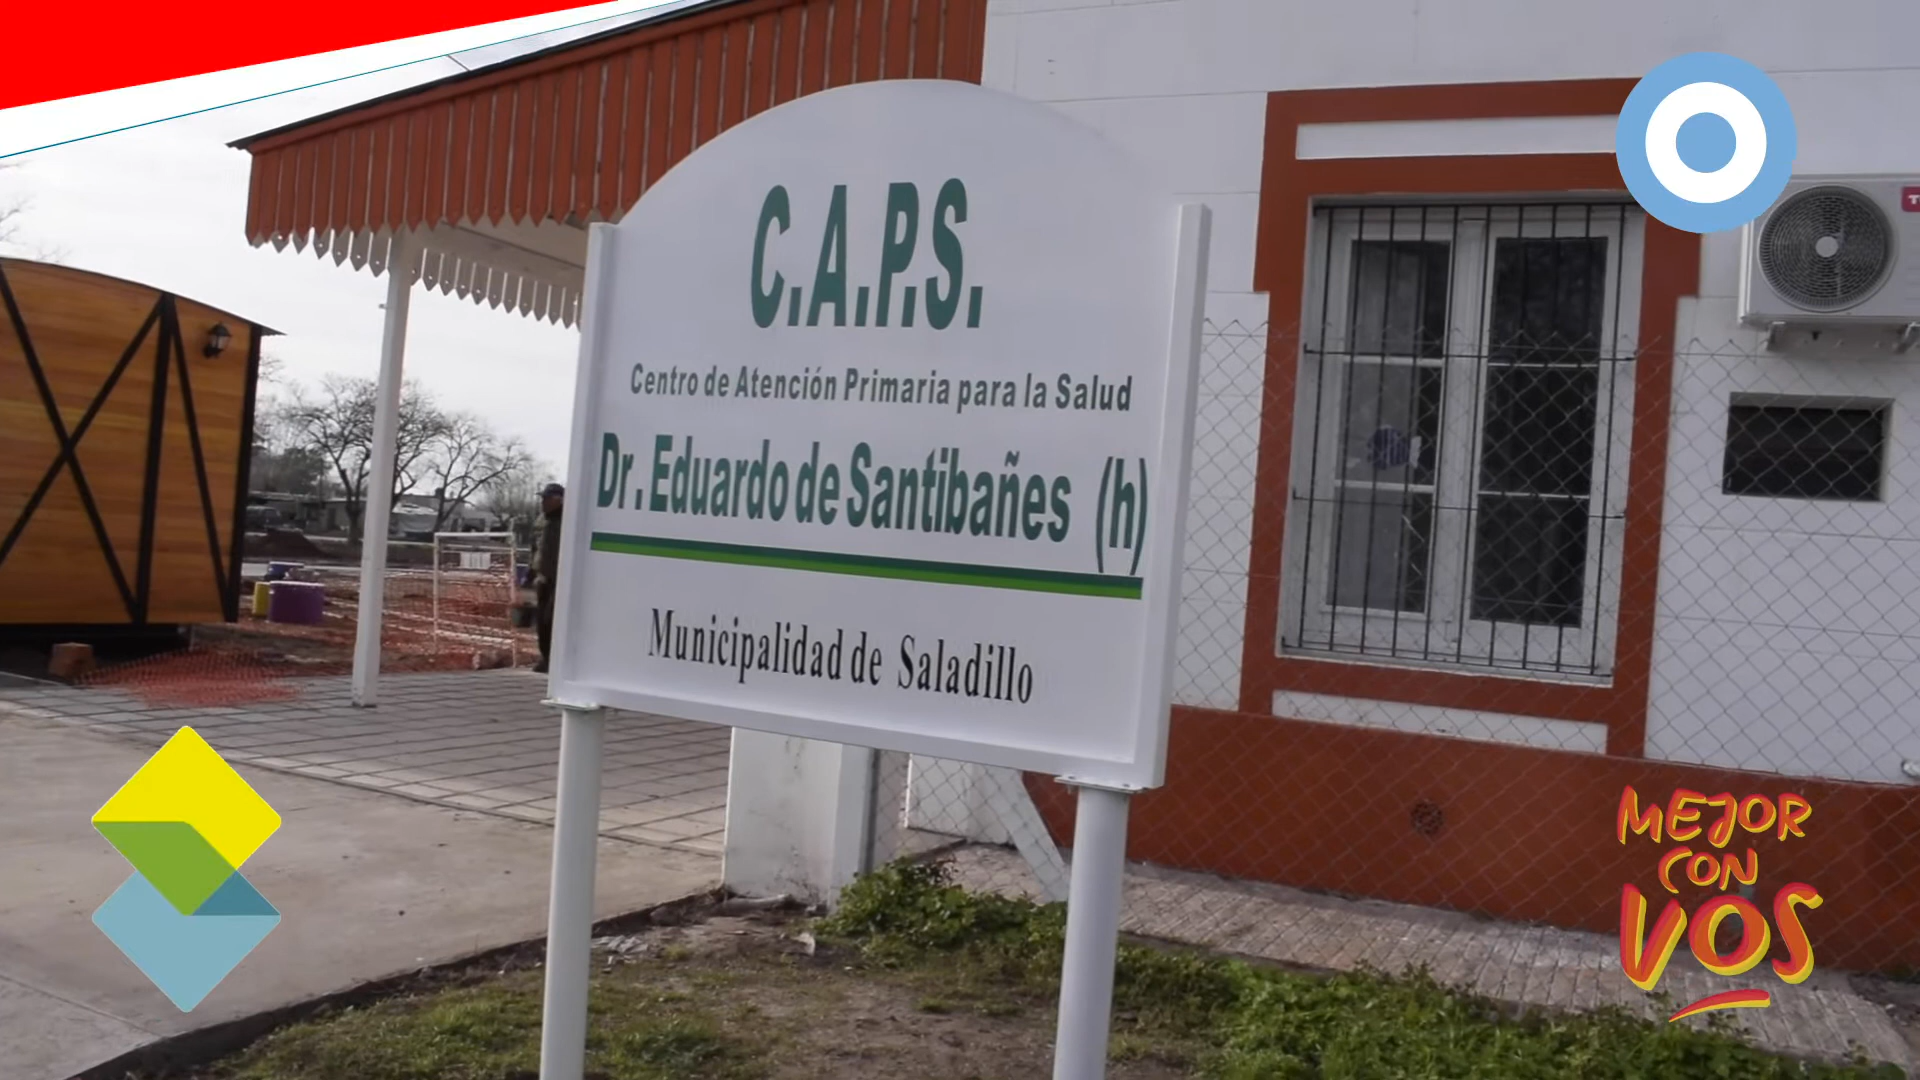 C.A.P.S.
Centro de Atención Primaria para la Salud
Dr. Eduardo de Santibañes (h)
Municipalidad de Saladillo
MEJOR
CON
VOS